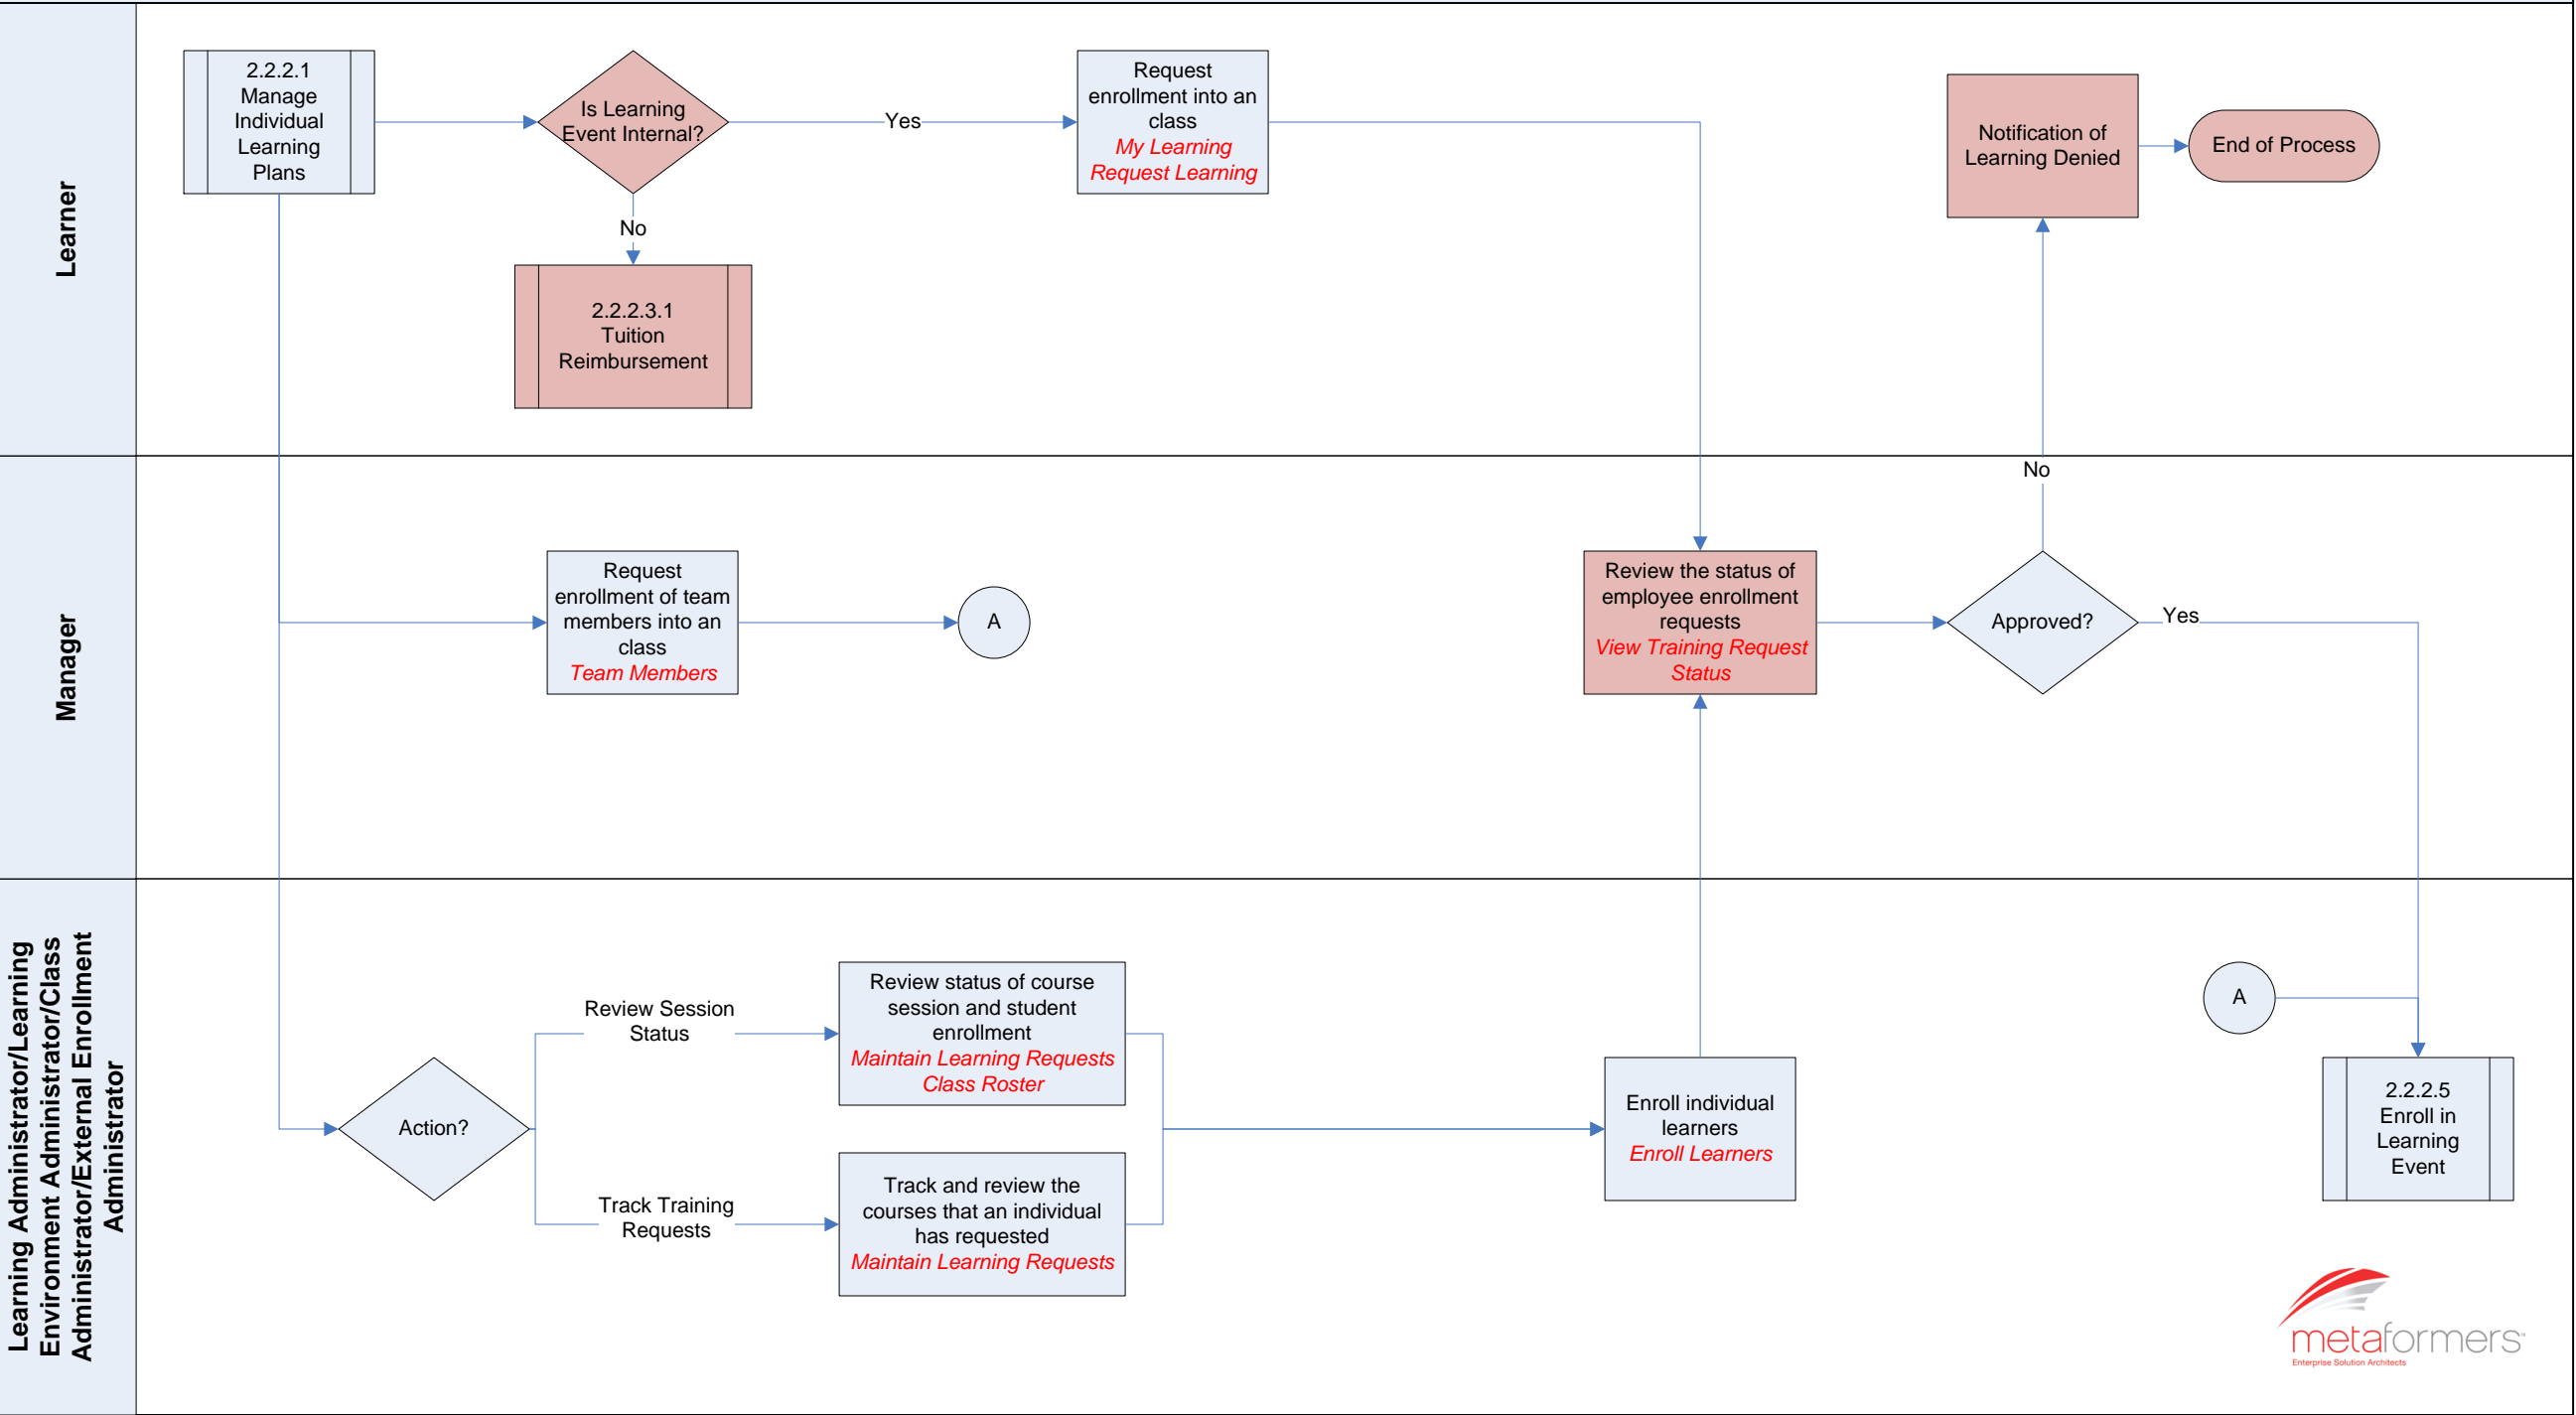 Learner
2.2.2.1
Manage
Individual
Learning
Plans
Is Learning
Event Internal?
Yes
No
2.2.2.3.1
Tuition
Reimbursement
Request
enrollment into an
class
My Learning
Request Learning
Notification of
Learning Denied
End of Process
Manager
Request
enrollment of team
members into an
class
Team Members
A
Review the status of
employee enrollment
requests
View Training Request
Status
Approved?
No
Yes
Learning Administrator/Learning
Environment Administrator/Class
Administrator/External Enrollment
Administrator
Action?
Review Session
Status
Track Training
Requests
Review status of course
session and student
enrollment
Maintain Learning Requests
Class Roster
Track and review the
courses that an individual
has requested
Maintain Learning Requests
Enroll individual
learners
Enroll Learners
A
2.2.2.5
Enroll in
Learning
Event
metaformers™
Enterprise Solution Architects